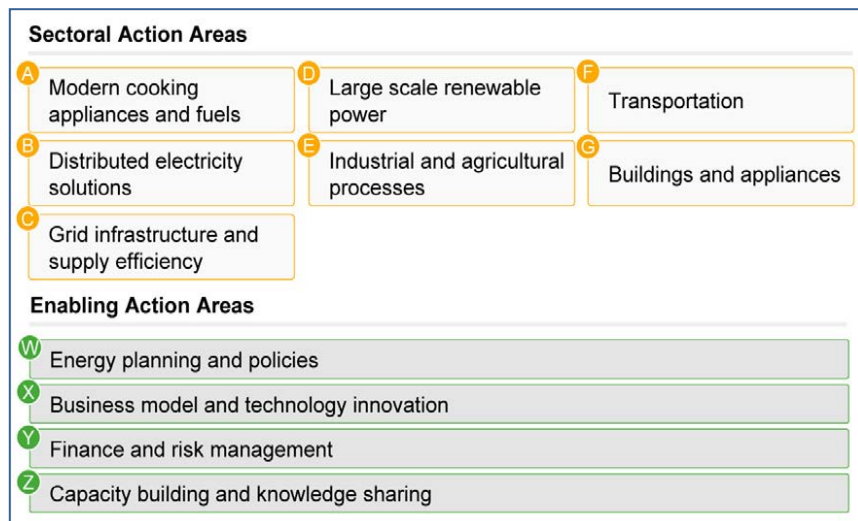 Sectoral Action Areas
A
Modern cooking
appliances and fuels
D
Large scale renewable
power
F
Transportation
B
Distributed electricity
solutions
E
Industrial and agricultural
processes
G
Buildings and appliances
C
Grid infrastructure and
supply efficiency
Enabling Action Areas
W
Energy planning and policies
X
Business model and technology innovation
Y
Finance and risk management
Z
Capacity building and knowledge sharing